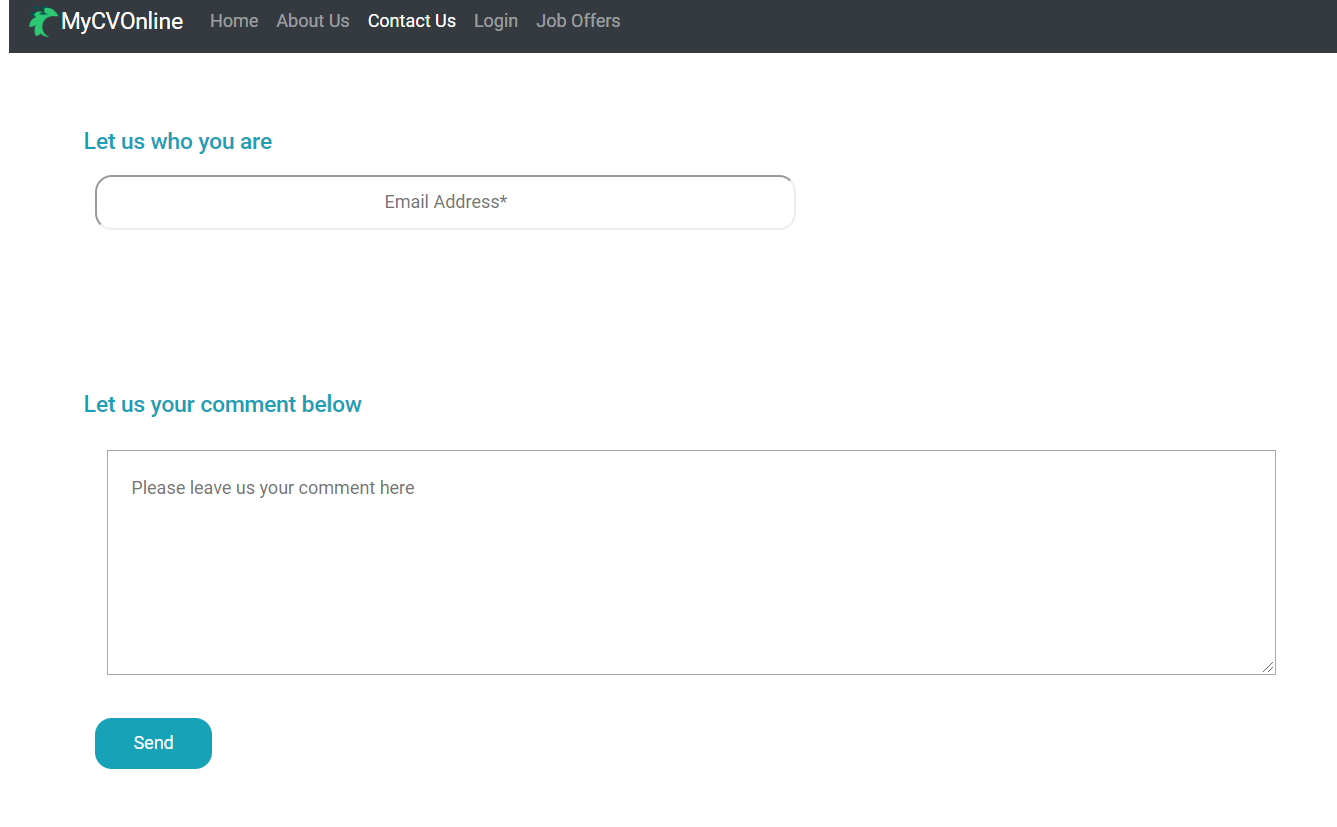 MyCVOnline Home About Us Contact Us Login Job Offers
Let us who you are
Email Address*
Let us your comment below
Please leave us your comment here
Send